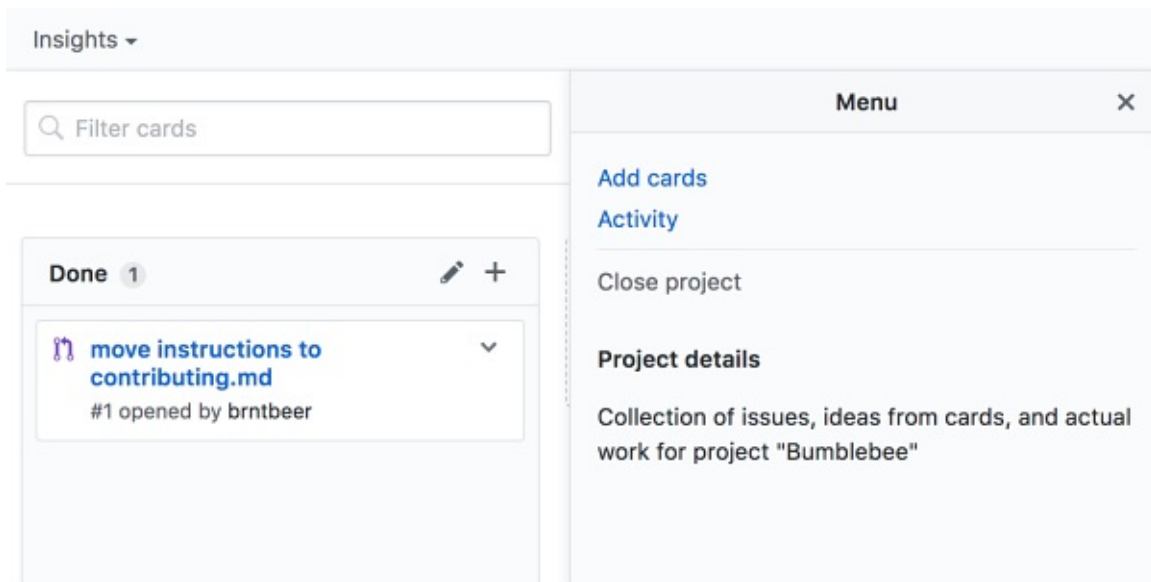 Insights
Filter cards
Done 1
move instructions to
contributing.md
#1 opened by brntbeer
Menu
Add cards
Activity
Close project
Project details
Collection of issues, ideas from cards, and actual
work for project "Bumblebee"